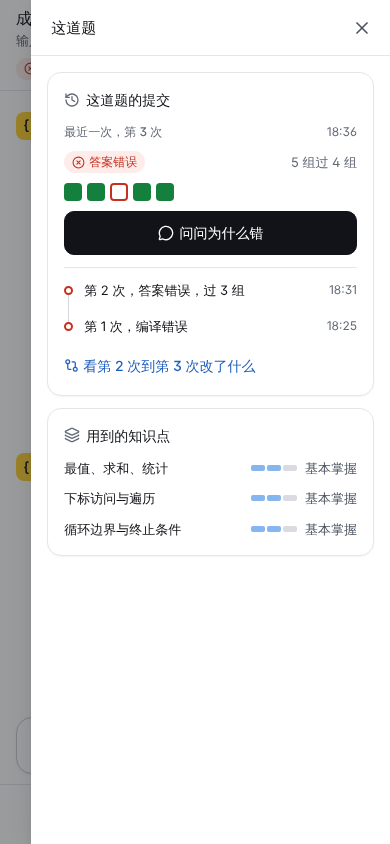 成
这道题
输
{
这道题的提交
最近一次，第 3 次 18:36
答案错误 5 组过 4 组
问问为什么错
第 2 次，答案错误，过 3 组 18:31
第 1 次，编译错误 18:25
看第 2 次到第 3 次改了什么
用到的知识点
{
最值、求和、统计 基本掌握
下标访问与遍历 基本掌握
循环边界与终止条件 基本掌握